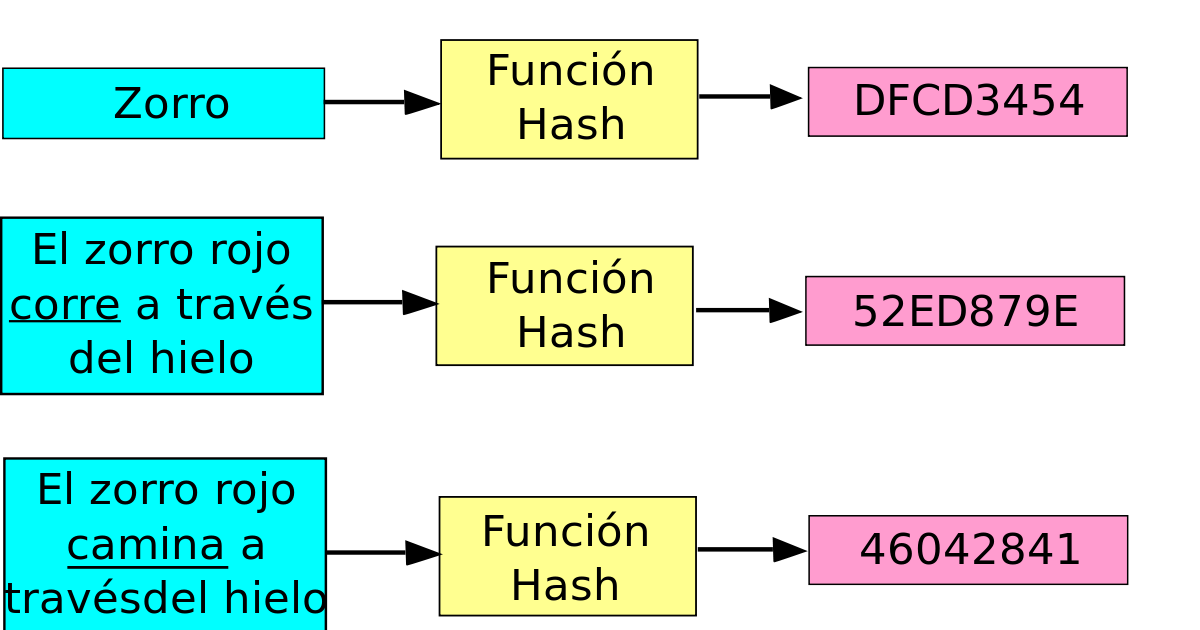 Zorro
Función
Hash
DFCD3454
El zorro rojo
corre a través
del hielo
Función
Hash
52ED879E
El zorro rojo
camina a
travésdel hielo
Función
Hash
46042841